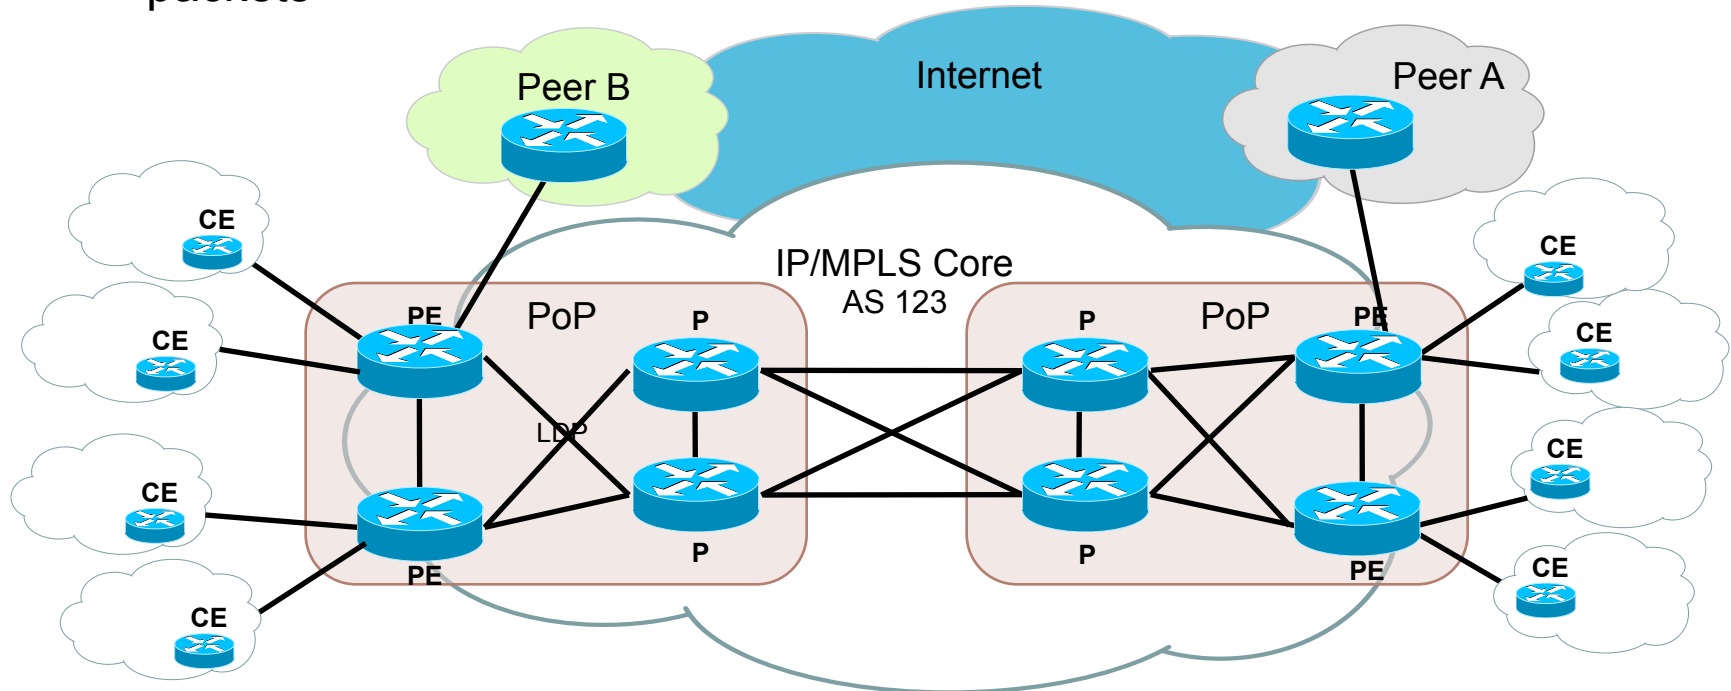 packets
Peer B
Internet
Peer A
CE
CE
IP/MPLS Core
AS 123
PE
PoP
P
P
PoP
PE
CE
CE
LDP
CE
CE
CE
CE
PE
P
P
PE